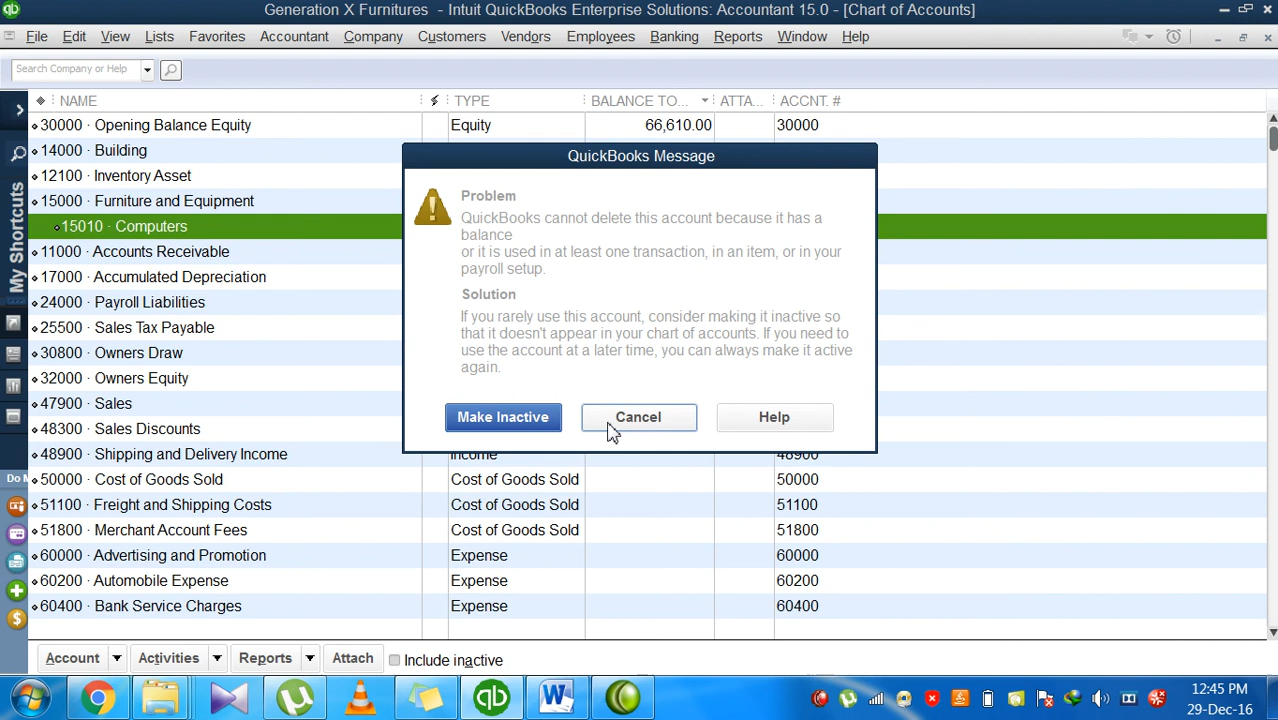 Generation X Furnitures - Intuit QuickBooks Enterprise Solutions: Accountant 15.0 - [Chart of Accounts]
File Edit View Lists Favorites Accountant Company Customers Vendors Employees Banking Reports Window Help
Search Company or Help
NAME TYPE BALANCE TO... ATTA... ACCNT. #
30000 · Opening Balance Equity Equity 66,610.00 30000
14000 · Building
12100 · Inventory Asset
15000 · Furniture and Equipment
15010 · Computers
11000 · Accounts Receivable
17000 · Accumulated Depreciation
24000 · Payroll Liabilities
25500 · Sales Tax Payable
30800 · Owners Draw
32000 · Owners Equity
47900 · Sales
48300 · Sales Discounts
48900 · Shipping and Delivery Income Income 48900
50000 · Cost of Goods Sold Cost of Goods Sold 50000
51100 · Freight and Shipping Costs Cost of Goods Sold 51100
51800 · Merchant Account Fees Cost of Goods Sold 51800
60000 · Advertising and Promotion Expense 60000
60200 · Automobile Expense Expense 60200
60400 · Bank Service Charges Expense 60400
My Shortcuts
Do M
QuickBooks Message
Problem
QuickBooks cannot delete this account because it has a
balance
or it is used in at least one transaction, in an item, or in your
payroll setup.
Solution
If you rarely use this account, consider making it inactive so
that it doesn't appear in your chart of accounts. If you need to
use the account at a later time, you can always make it active
again.
Make Inactive Cancel Help
Account Activities Reports Attach Include inactive
12:45 PM
29-Dec-16